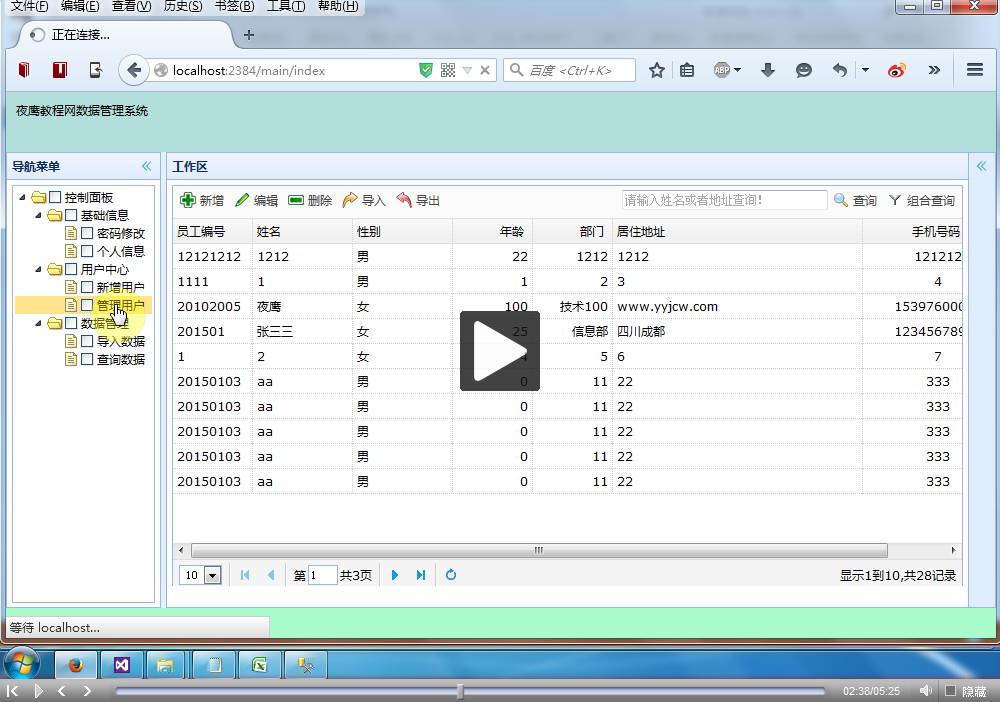 文件(F) 编辑(E) 查看(V) 历史(S) 书签(B) 工具(T) 帮助(H)
正在连接... +
localhost:2384/main/index
百度 <Ctrl+K>
ABP
夜鹰教程网数据管理系统
导航菜单
控制面板
基础信息
密码修改
个人信息
用户中心
新增用户
管理用户
数据管理
导入数据
查询数据
工作区
新增 编辑 删除 导入 导出 请输入姓名或者地址查询! 查询 组合查询
员工编号 姓名 性别 年龄 部门 居住地址 手机号码
12121212 1212 男 22 1212 1212 121212
1111 1 男 1 2 3 4
20102005 夜鹰 女 100 技术100 www.yyjcw.com 153976000
201501 张三三 女 25 信息部 四川成都 123456789
1 2 女 4 5 6 7
20150103 aa 男 0 11 22 333
20150103 aa 男 0 11 22 333
20150103 aa 男 0 11 22 333
20150103 aa 男 0 11 22 333
20150103 aa 男 0 11 22 333
10 第 1 共3页 显示1到10,共28记录
等待 localhost...
02:38/05:25 隐藏